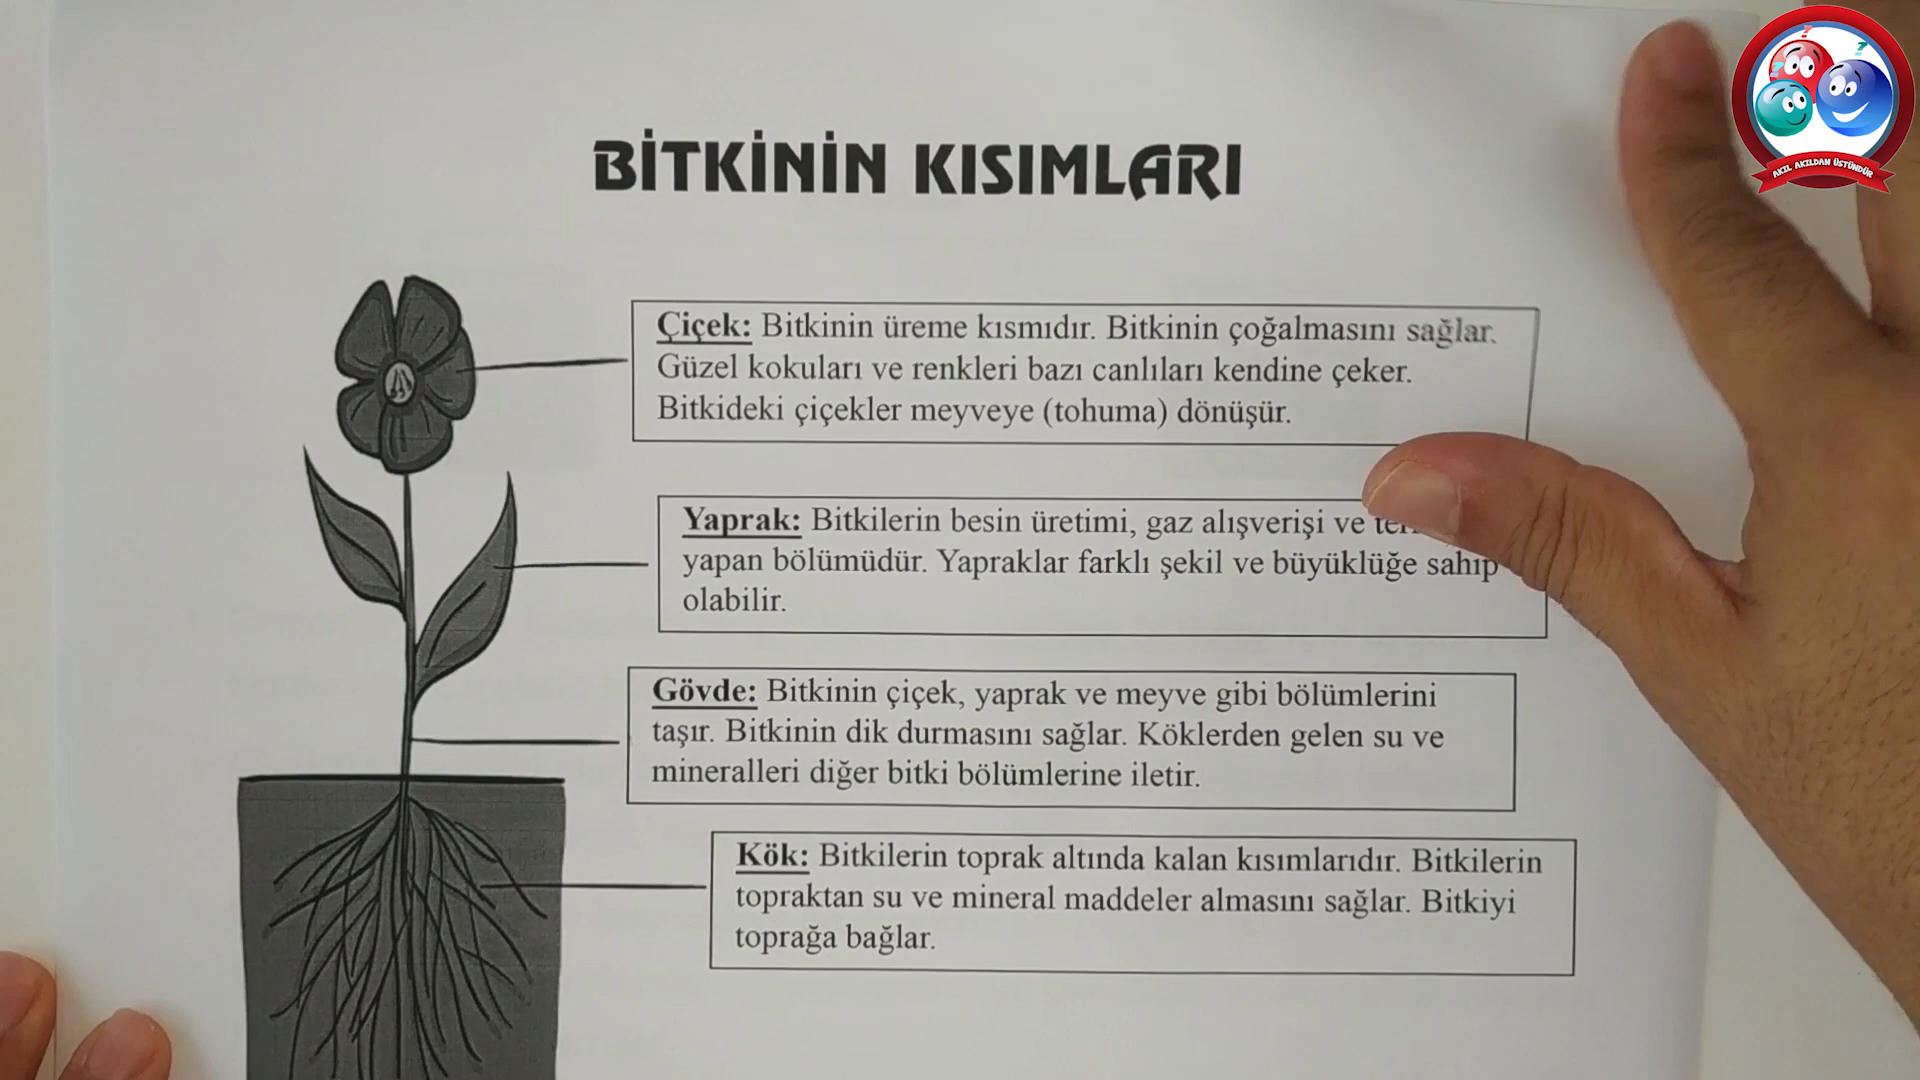 BİTKİNİN KISIMLARI
Çiçek: Bitkinin üreme kısmıdır. Bitkinin çoğalmasını sağlar.
Güzel kokuları ve renkleri bazı canlıları kendine çeker.
Bitkideki çiçekler meyveye (tohuma) dönüşür.
Yaprak: Bitkilerin besin üretimi, gaz alışverişi ve
yapan bölümüdür. Yapraklar farklı şekil ve büyüklüğe sahip
olabilir.
Gövde: Bitkinin çiçek, yaprak ve meyve gibi bölümlerini
taşır. Bitkinin dik durmasını sağlar. Köklerden gelen su ve
mineralleri diğer bitki bölümlerine iletir.
Kök: Bitkilerin toprak altında kalan kısımlarıdır. Bitkilerin
topraktan su ve mineral maddeler almasını sağlar. Bitkiyi
toprağa bağlar.
? ? ?
AKIL AKILDAN ÜSTÜNDÜR